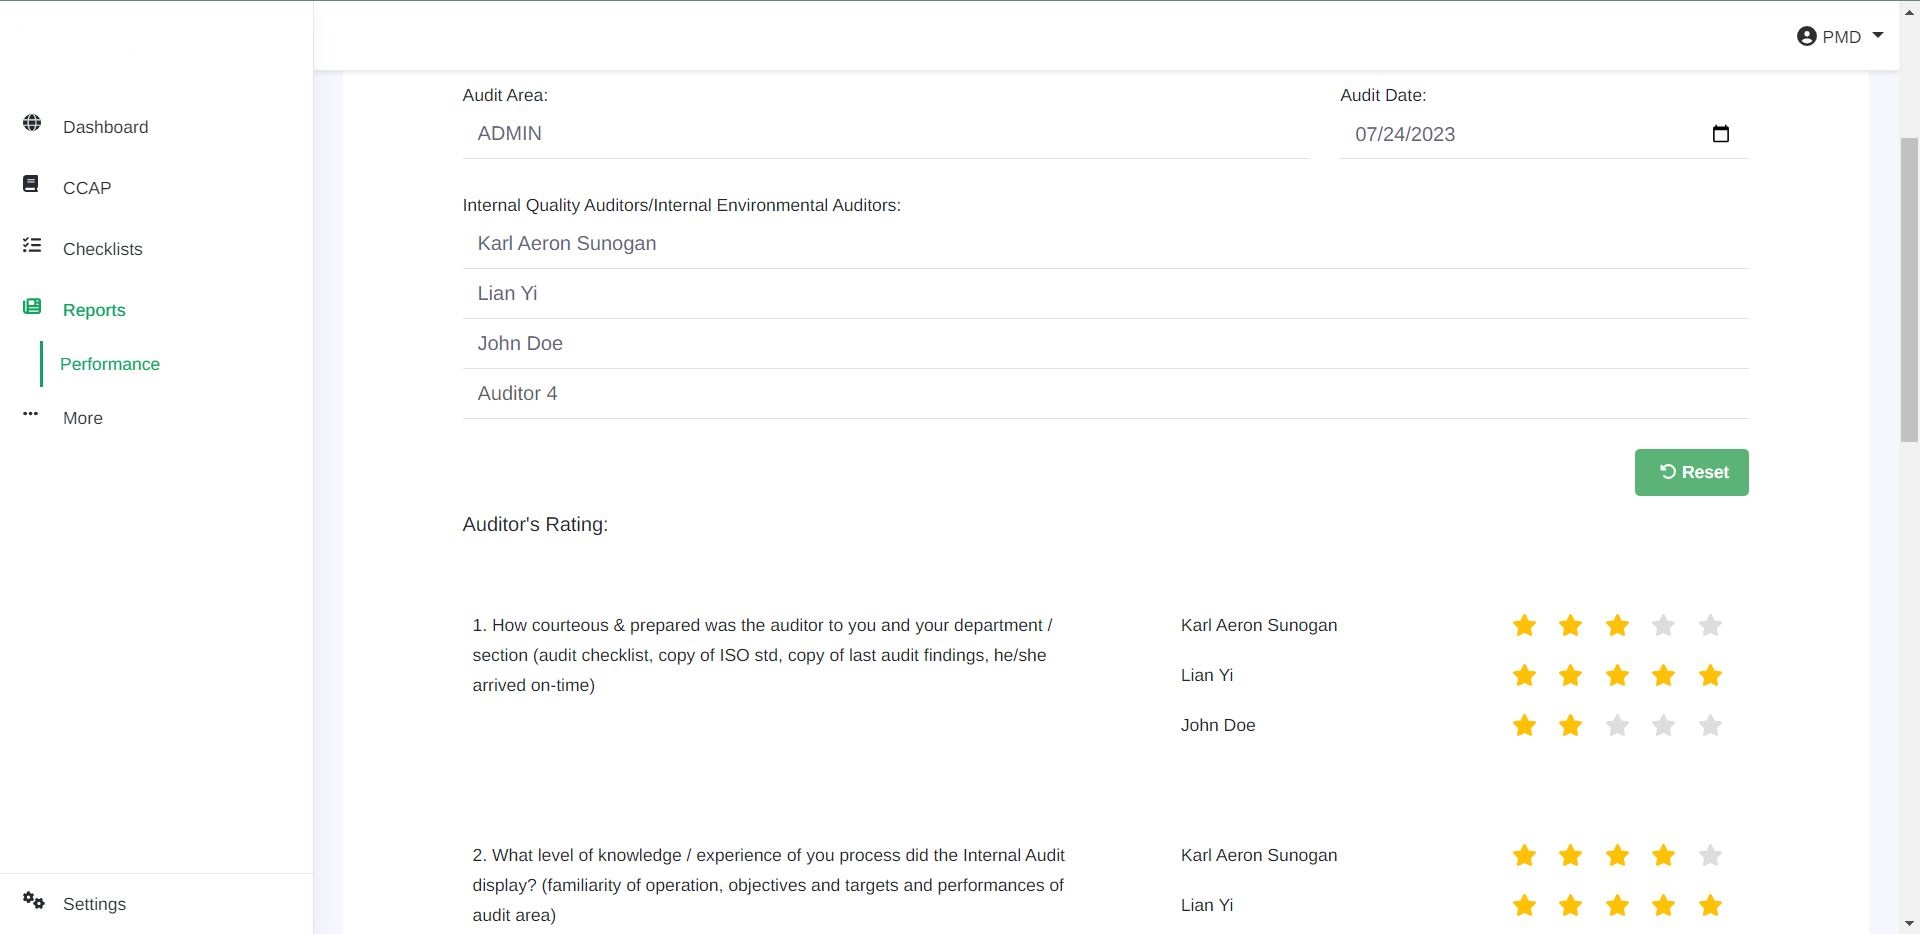 PMD
Dashboard
CCAP
Checklists
Reports
Performance
More
Settings
Audit Area:
ADMIN
Audit Date:
07/24/2023
Internal Quality Auditors/Internal Environmental Auditors:
Karl Aeron Sunogan
Lian Yi
John Doe
Auditor 4
Reset
Auditor's Rating:
1. How courteous & prepared was the auditor to you and your department /
section (audit checklist, copy of ISO std, copy of last audit findings, he/she
arrived on-time)
Karl Aeron Sunogan
Lian Yi
John Doe
2. What level of knowledge / experience of you process did the Internal Audit
display? (familiarity of operation, objectives and targets and performances of
audit area)
Karl Aeron Sunogan
Lian Yi